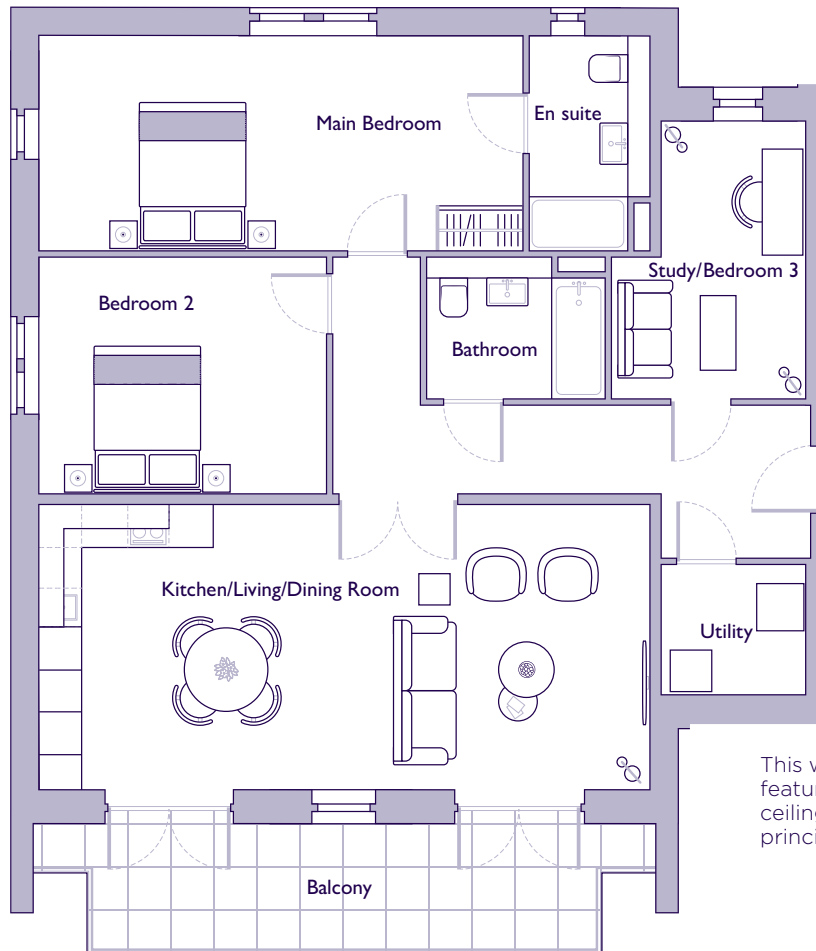 Main Bedroom
En suite
Study/Bedroom 3
Bedroom 2
Bathroom
Kitchen/Living/Dining Room
Utility
Balcony
This
featur
ceiling
princi